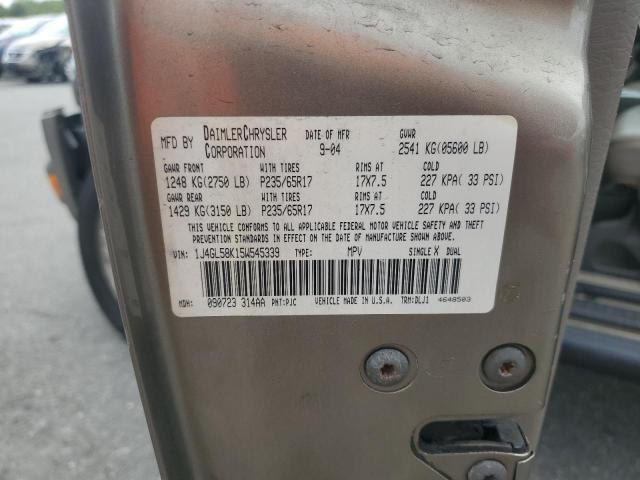 MFD BY DAIMLERCHRYSLER CORPORATION DATE OF MFR 9-04 GVWR 2541 KG(05600 LB)
GAWR FRONT WITH TIRES RIMS AT COLD
1248 KG(2750 LB) P235/65R17 17X7.5 227 KPA( 33 PSI)
GAWR REAR WITH TIRES RIMS AT COLD
1429 KG(3150 LB) P235/65R17 17X7.5 227 KPA( 33 PSI)
THIS VEHICLE CONFORMS TO ALL APPLICABLE FEDERAL MOTOR VEHICLE SAFETY AND THEFT
PREVENTION STANDARDS IN EFFECT ON THE DATE OF MANUFACTURE SHOWN ABOVE.
VIN: 1J4GL58K15W545339 TYPE: MPV SINGLE X DUAL
MDH: 090723 314AA PNT:PJC VEHICLE MADE IN U.S.A. TRM:DLJ1 4648503